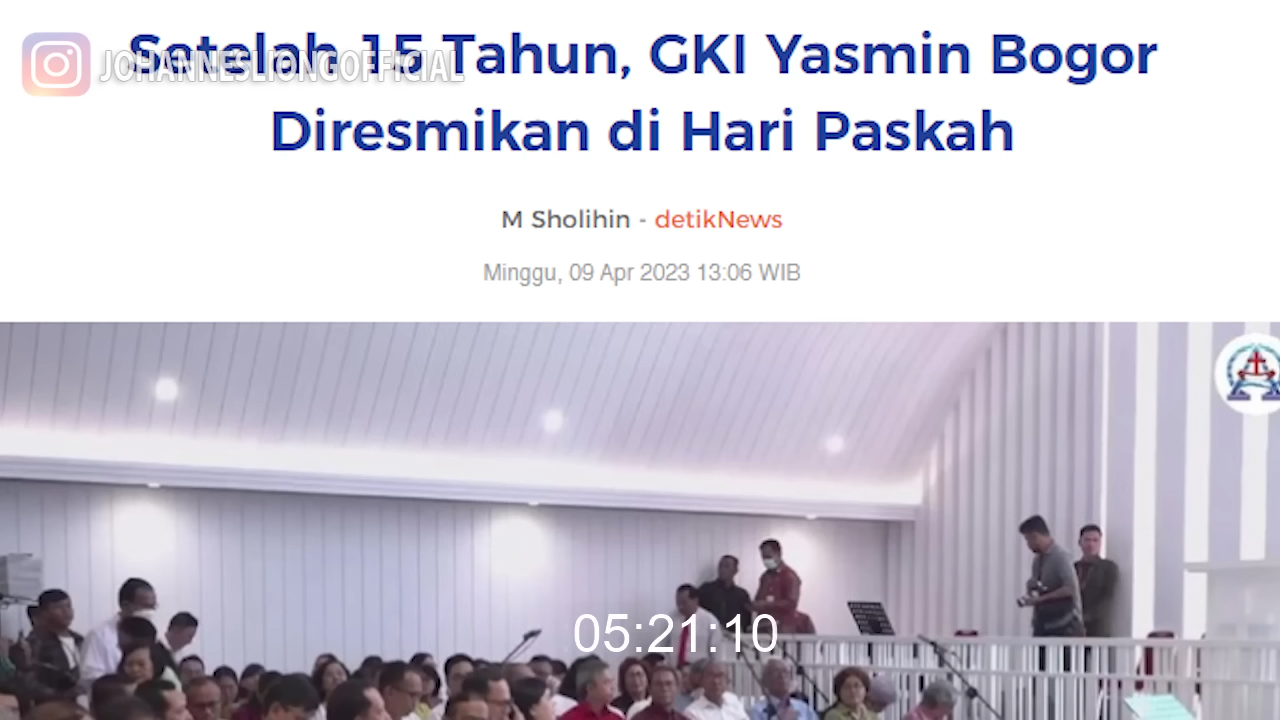 JOHANNESLIONGOFFICIAL
Setelah 15 Tahun, GKI Yasmin Bogor
Diresmikan di Hari Paskah
M Sholihin - detikNews
Minggu, 09 Apr 2023 13:06 WIB
05:21:10